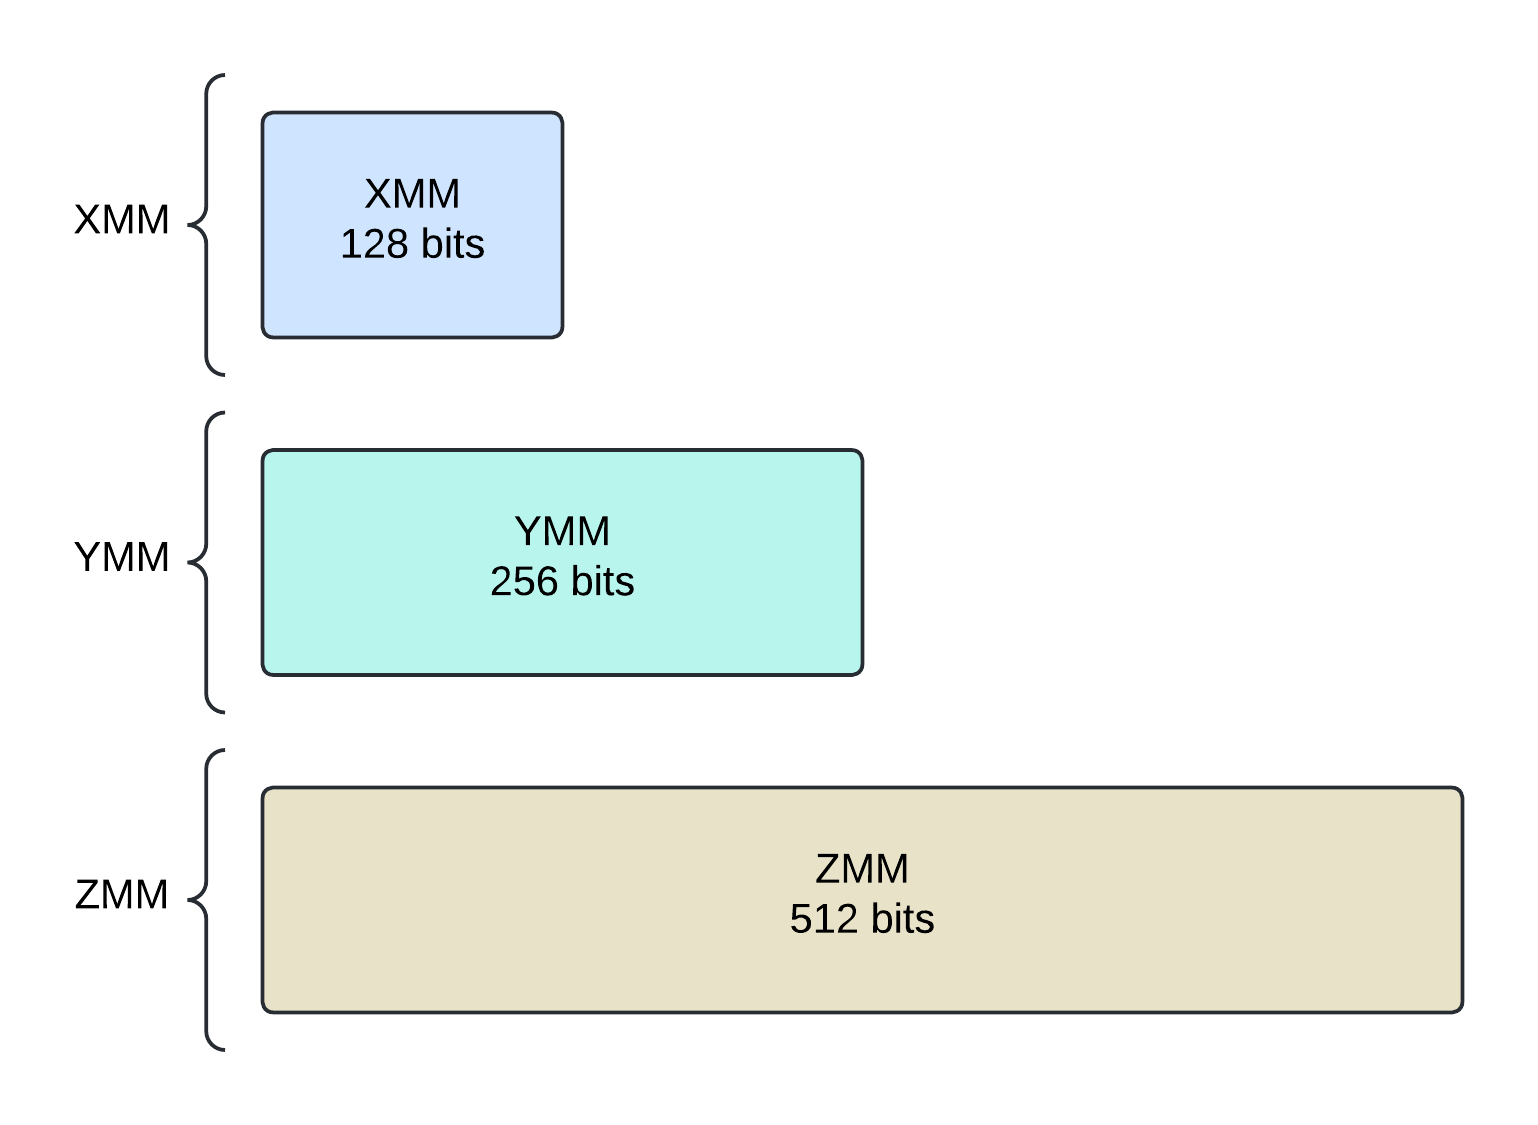 XMM
XMM
128 bits
YMM
YMM
256 bits
ZMM
ZMM
512 bits